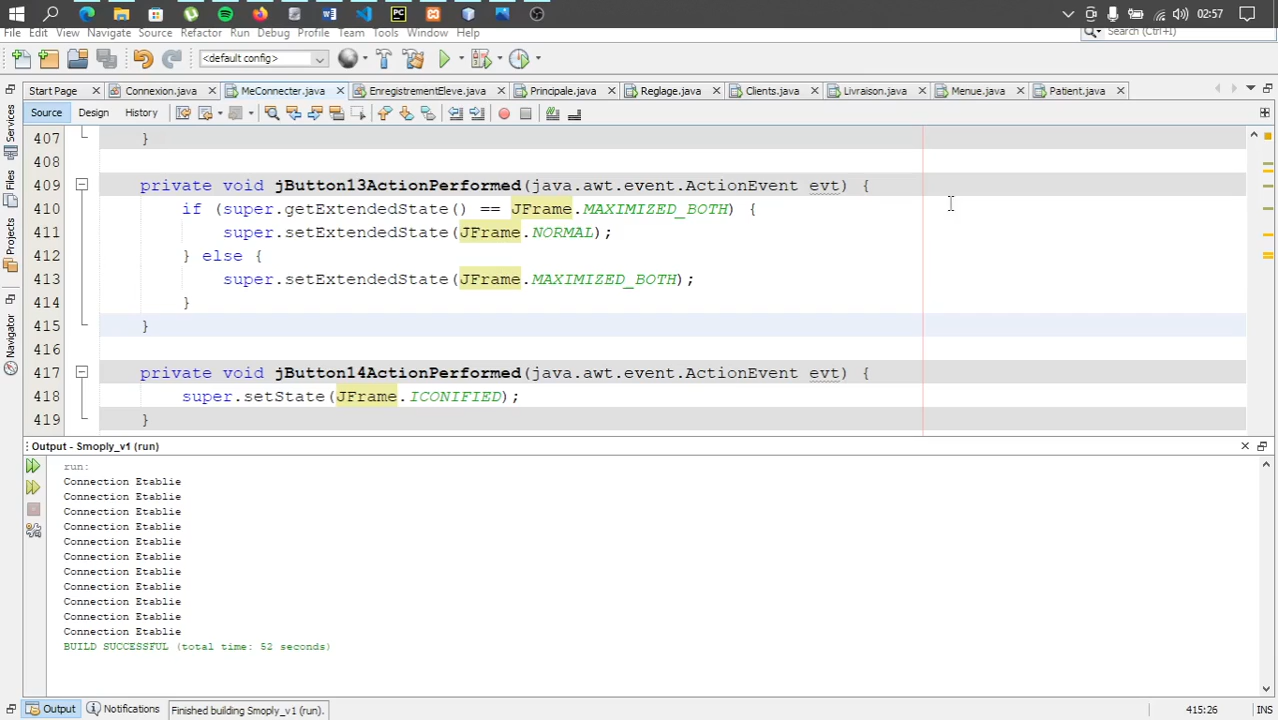 02:57
File Edit View Navigate Source Refactor Run Debug Profile Team Tools Window Help Search (Ctrl+I)
<default config>
Start Page Connexion.java MeConnecter.java EnregistrementEleve.java Principale.java Reglage.java Clients.java Livraison.java Menue.java Patient.java
Source Design History
Services
Files
Projects
Navigator
407 }
408
409 private void jButton13ActionPerformed(java.awt.event.ActionEvent evt) {
410 if (super.getExtendedState() == JFrame.MAXIMIZED_BOTH) {
411 super.setExtendedState(JFrame.NORMAL);
412 } else {
413 super.setExtendedState(JFrame.MAXIMIZED_BOTH);
414 }
415 }
416
417 private void jButton14ActionPerformed(java.awt.event.ActionEvent evt) {
418 super.setState(JFrame.ICONIFIED);
419 }
Output - Smoply_v1 (run)
run:
Connection Etablie
Connection Etablie
Connection Etablie
Connection Etablie
Connection Etablie
Connection Etablie
Connection Etablie
Connection Etablie
Connection Etablie
Connection Etablie
Connection Etablie
BUILD SUCCESSFUL (total time: 52 seconds)
Output Notifications Finished building Smoply_v1 (run). 415:26 INS